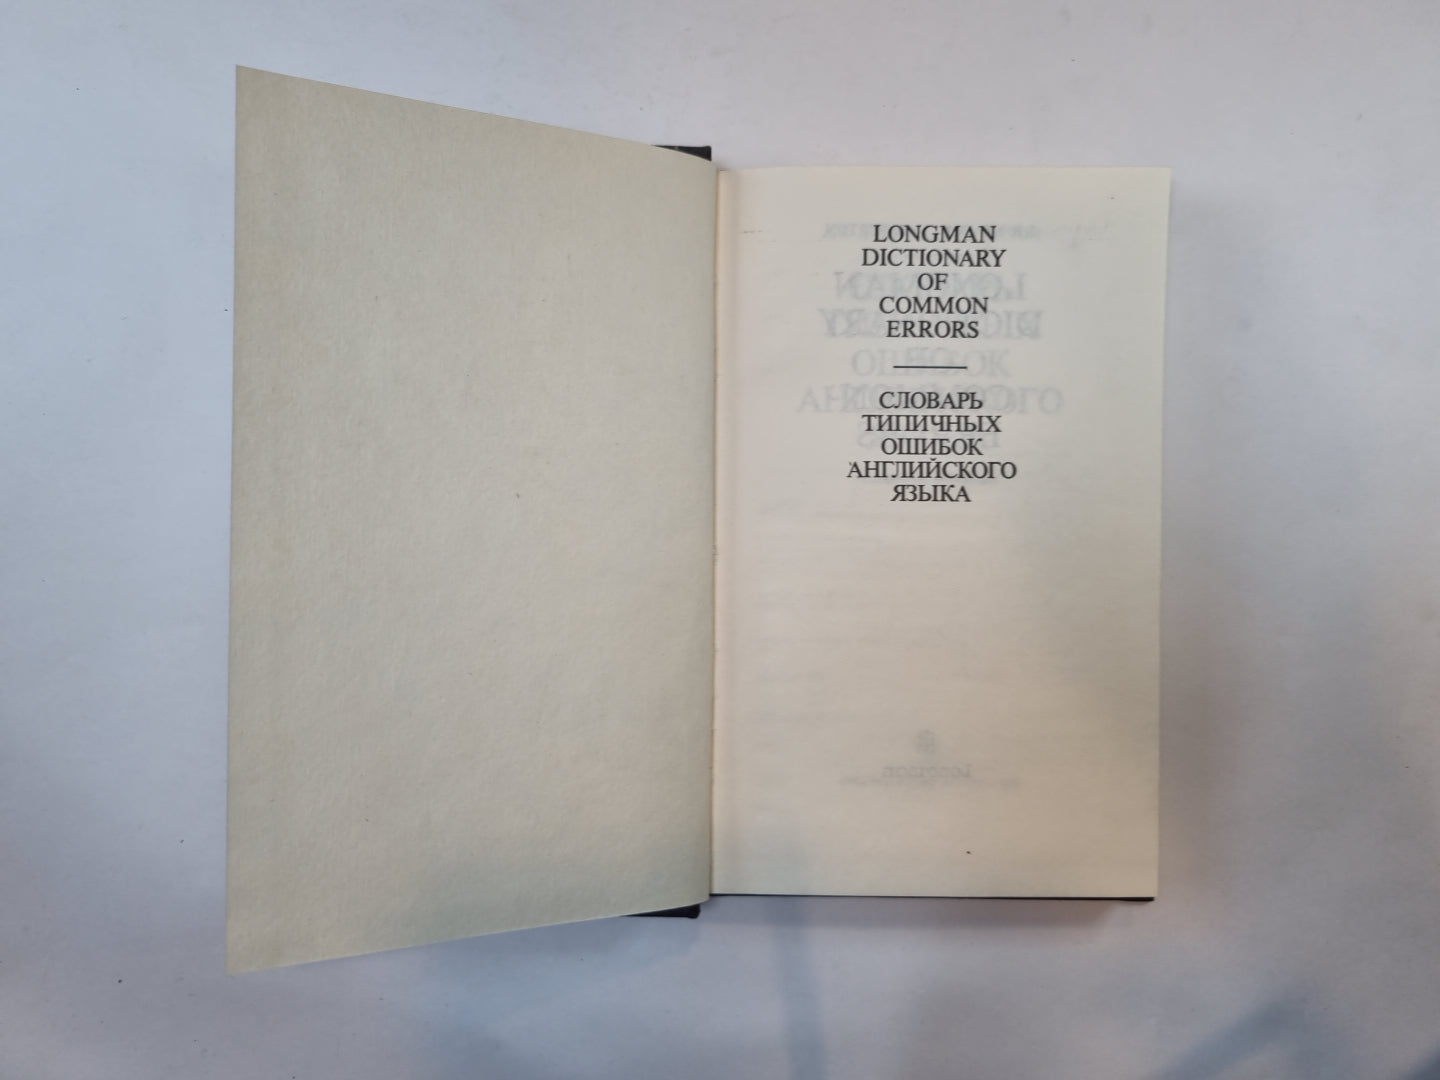 LONGMAN
DICTIONARY
OF
COMMON
ERRORS
СЛОВАРЬ
ТИПИЧНЫХ
ОШИБОК
АНГЛИЙСКОГО
ЯЗЫКА